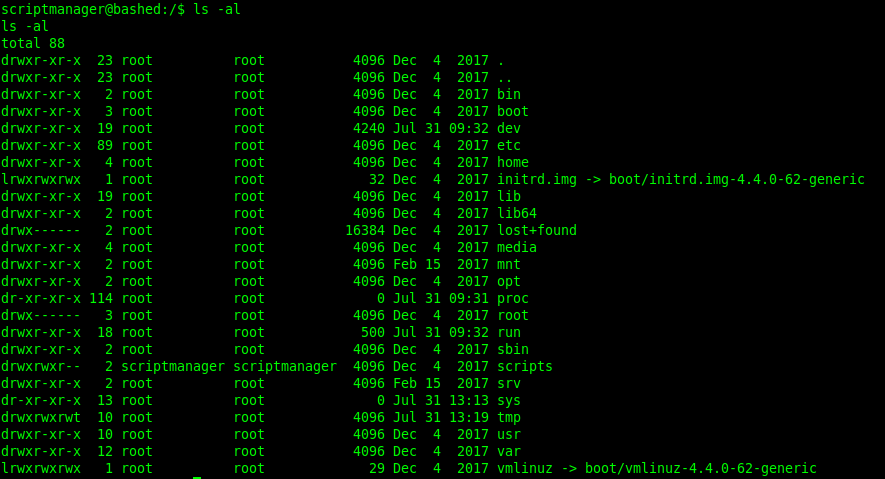 scriptmanager@bashed:/$ ls -al
ls -al
total 88
drwxr-xr-x  23 root          root           4096 Dec  4  2017 .
drwxr-xr-x  23 root          root           4096 Dec  4  2017 ..
drwxr-xr-x   2 root          root           4096 Dec  4  2017 bin
drwxr-xr-x   3 root          root           4096 Dec  4  2017 boot
drwxr-xr-x  19 root          root           4240 Jul 31 09:32 dev
drwxr-xr-x  89 root          root           4096 Dec  4  2017 etc
drwxr-xr-x   4 root          root           4096 Dec  4  2017 home
lrwxrwxrwx   1 root          root             32 Dec  4  2017 initrd.img -> boot/initrd.img-4.4.0-62-generic
drwxr-xr-x  19 root          root           4096 Dec  4  2017 lib
drwxr-xr-x   2 root          root           4096 Dec  4  2017 lib64
drwx------   2 root          root          16384 Dec  4  2017 lost+found
drwxr-xr-x   4 root          root           4096 Dec  4  2017 media
drwxr-xr-x   2 root          root           4096 Feb 15  2017 mnt
drwxr-xr-x   2 root          root           4096 Dec  4  2017 opt
dr-xr-xr-x 114 root          root              0 Jul 31 09:31 proc
drwx------   3 root          root           4096 Dec  4  2017 root
drwxr-xr-x  18 root          root            500 Jul 31 09:32 run
drwxr-xr-x   2 root          root           4096 Dec  4  2017 sbin
drwxrwxr--   2 scriptmanager scriptmanager  4096 Dec  4  2017 scripts
drwxr-xr-x   2 root          root           4096 Feb 15  2017 srv
dr-xr-xr-x  13 root          root              0 Jul 31 13:13 sys
drwxrwxrwt  10 root          root           4096 Jul 31 13:19 tmp
drwxr-xr-x  10 root          root           4096 Dec  4  2017 usr
drwxr-xr-x  12 root          root           4096 Dec  4  2017 var
lrwxrwxrwx   1 root          root             29 Dec  4  2017 vmlinuz -> boot/vmlinuz-4.4.0-62-generic